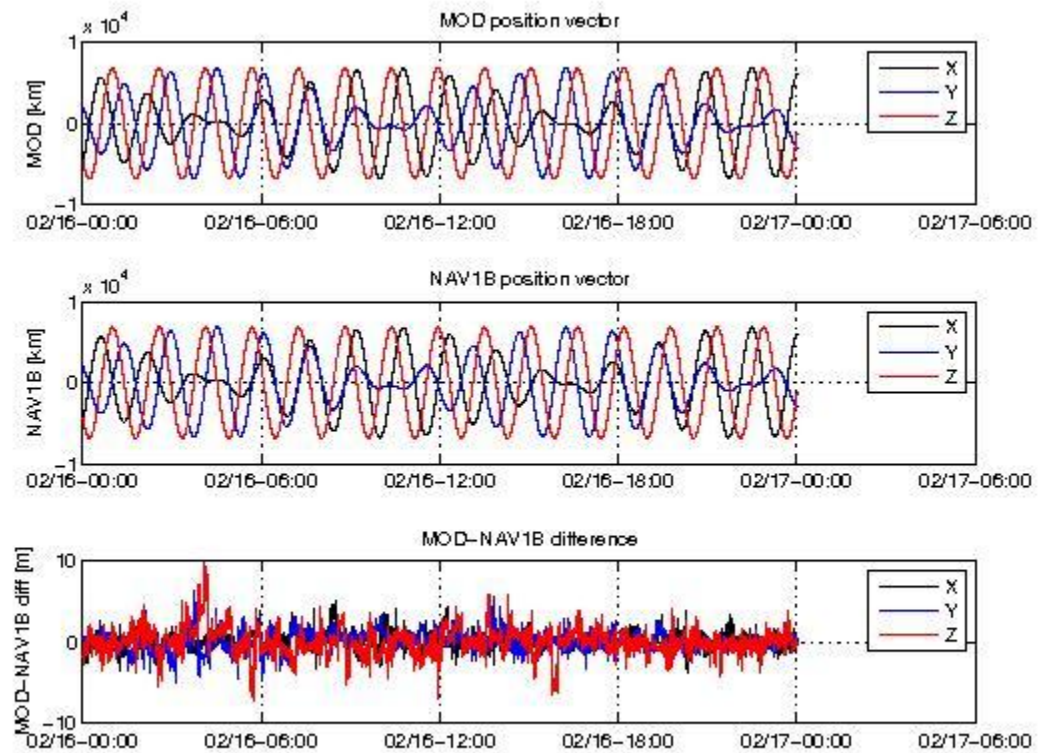 MOD position vector
x 10^4
1
0
-1
MOD [km]
X
Y
Z
02/16-00:00 02/16-06:00 02/16-12:00 02/16-18:00 02/17-00:00 02/17-06:00
NAV1B position vector
x 10^4
1
0
-1
NAV1B [km]
X
Y
Z
02/16-00:00 02/16-06:00 02/16-12:00 02/16-18:00 02/17-00:00 02/17-06:00
MOD-NAV1B difference
10
0
-10
MOD-NAV1B diff [m]
X
Y
Z
02/16-00:00 02/16-06:00 02/16-12:00 02/16-18:00 02/17-00:00 02/17-06:00